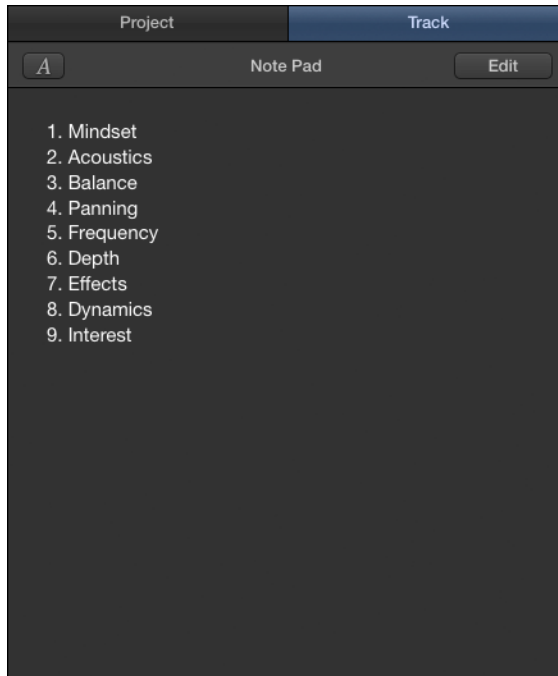 Project Track
A Note Pad Edit
1. Mindset
2. Acoustics
3. Balance
4. Panning
5. Frequency
6. Depth
7. Effects
8. Dynamics
9. Interest